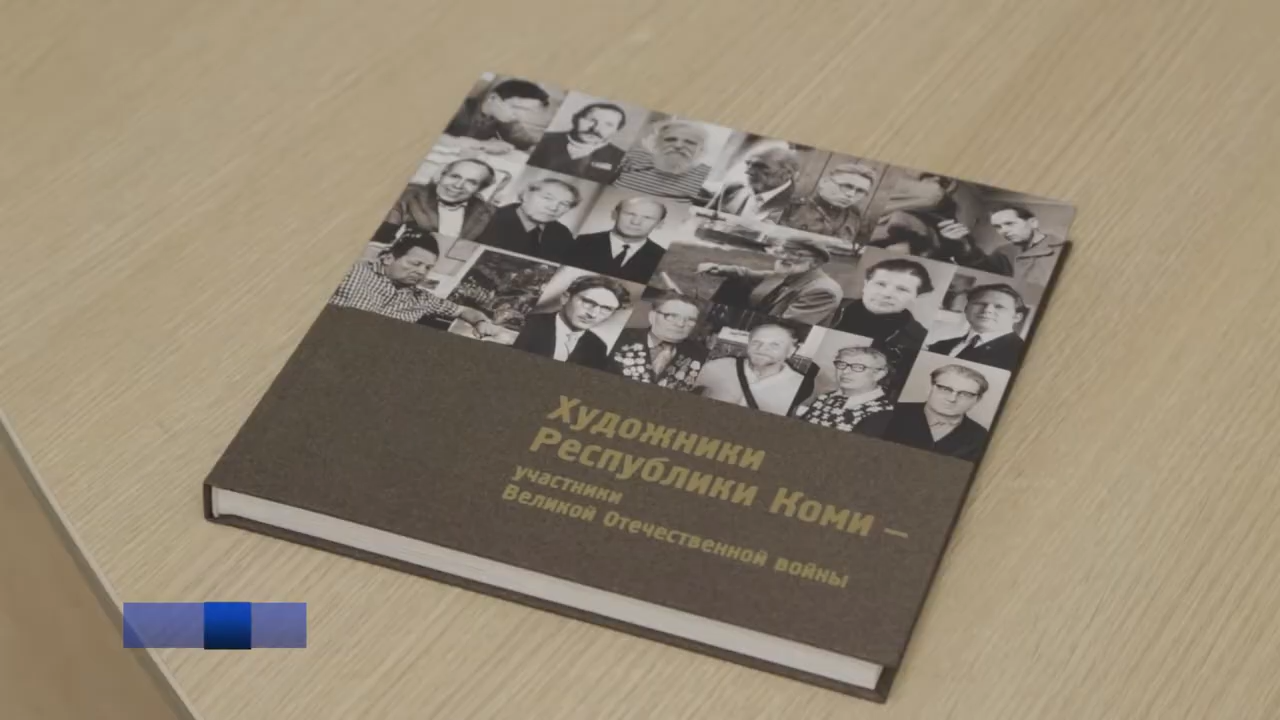 Художники
Республики Коми –
участники
Великой Отечественной войны